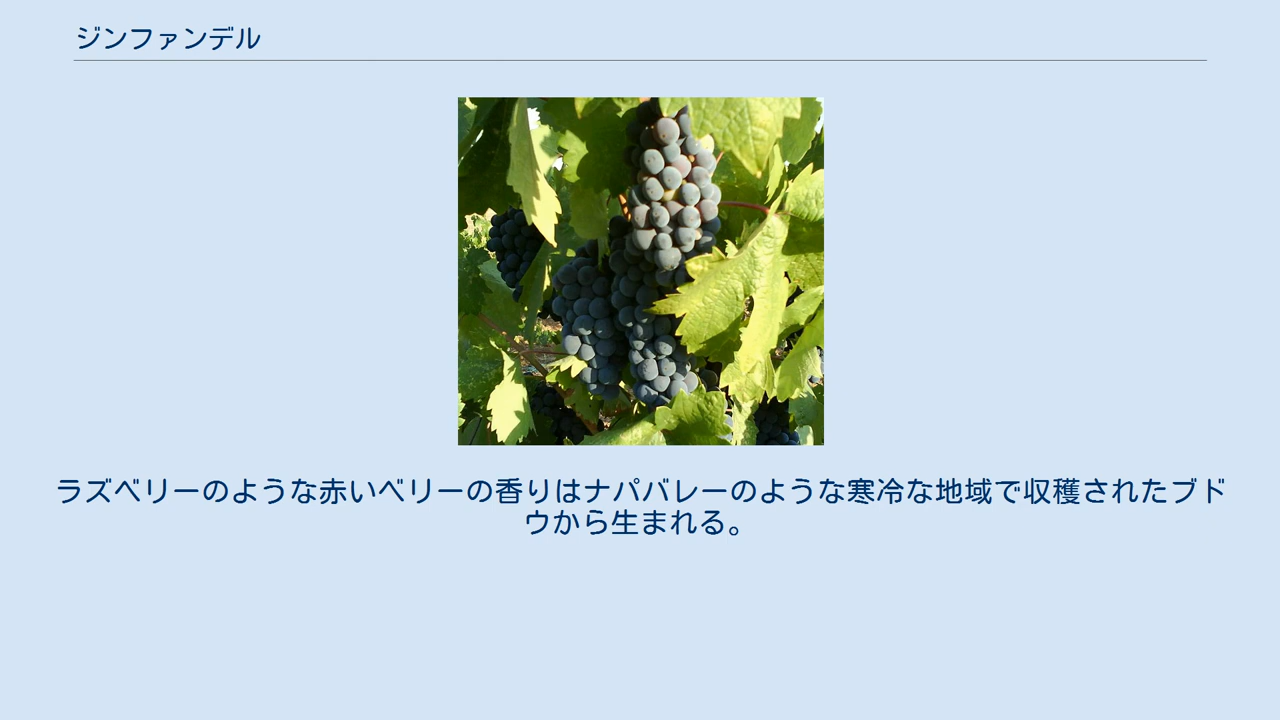 ジンファンデル
ラズベリーのような赤いベリーの香りはナパバレーのような寒冷な地域で収穫されたブド
ウから生まれる。